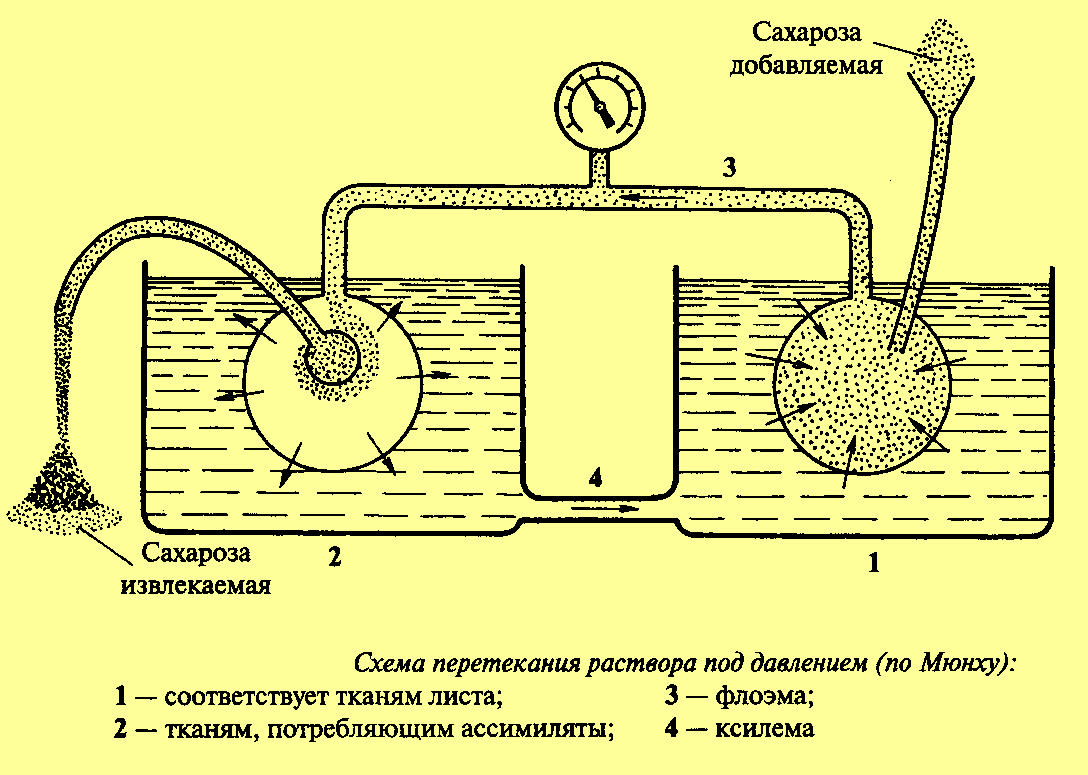 Сахароза
добавляемая
3
4
Сахароза
извлекаемая
2
1
Схема перетекания раствора под давлением (по Мюнху):
1 — соответствует тканям листа;
3 — флоэма;
2 — тканям, потребляющим ассимиляты;
4 — ксилема